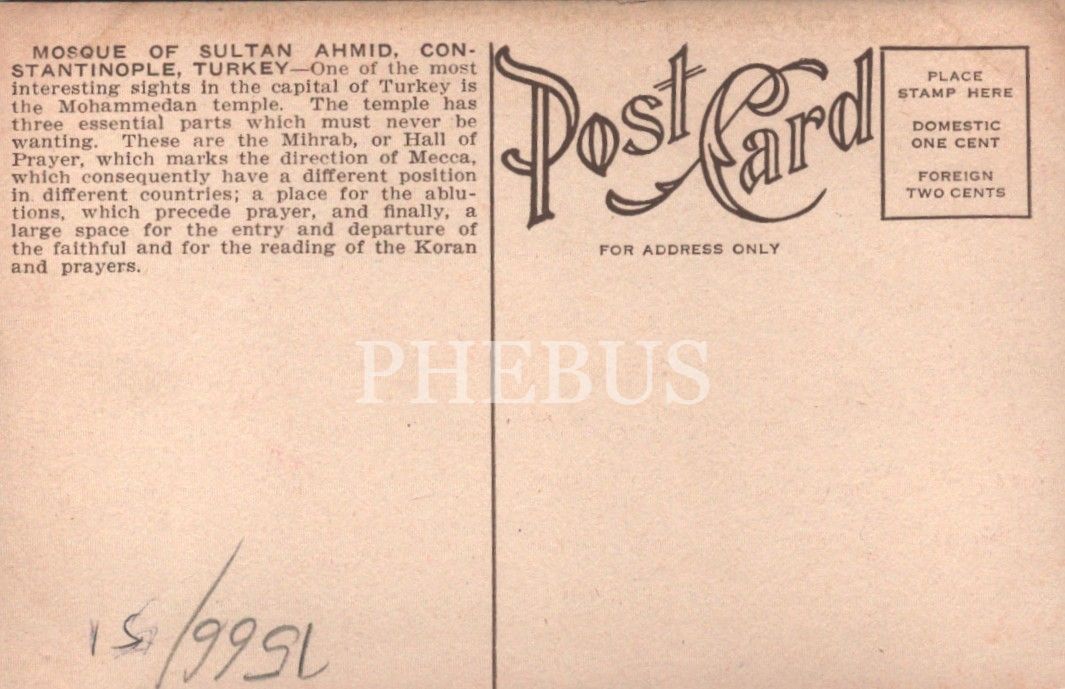 MOSQUE OF SULTAN AHMID, CON-
STANTINOPLE, TURKEY—One of the most
interesting sights in the capital of Turkey is
the Mohammedan temple. The temple has
three essential parts which must never be
wanting. These are the Mihrab, or Hall of
Prayer, which marks the direction of Mecca,
which consequently have a different position
in different countries; a place for the ablu-
tions, which precede prayer, and finally, a
large space for the entry and departure of
the faithful and for the reading of the Koran
and prayers.
Post Card
PLACE
STAMP HERE
DOMESTIC
ONE CENT
FOREIGN
TWO CENTS
FOR ADDRESS ONLY
PHEBUS